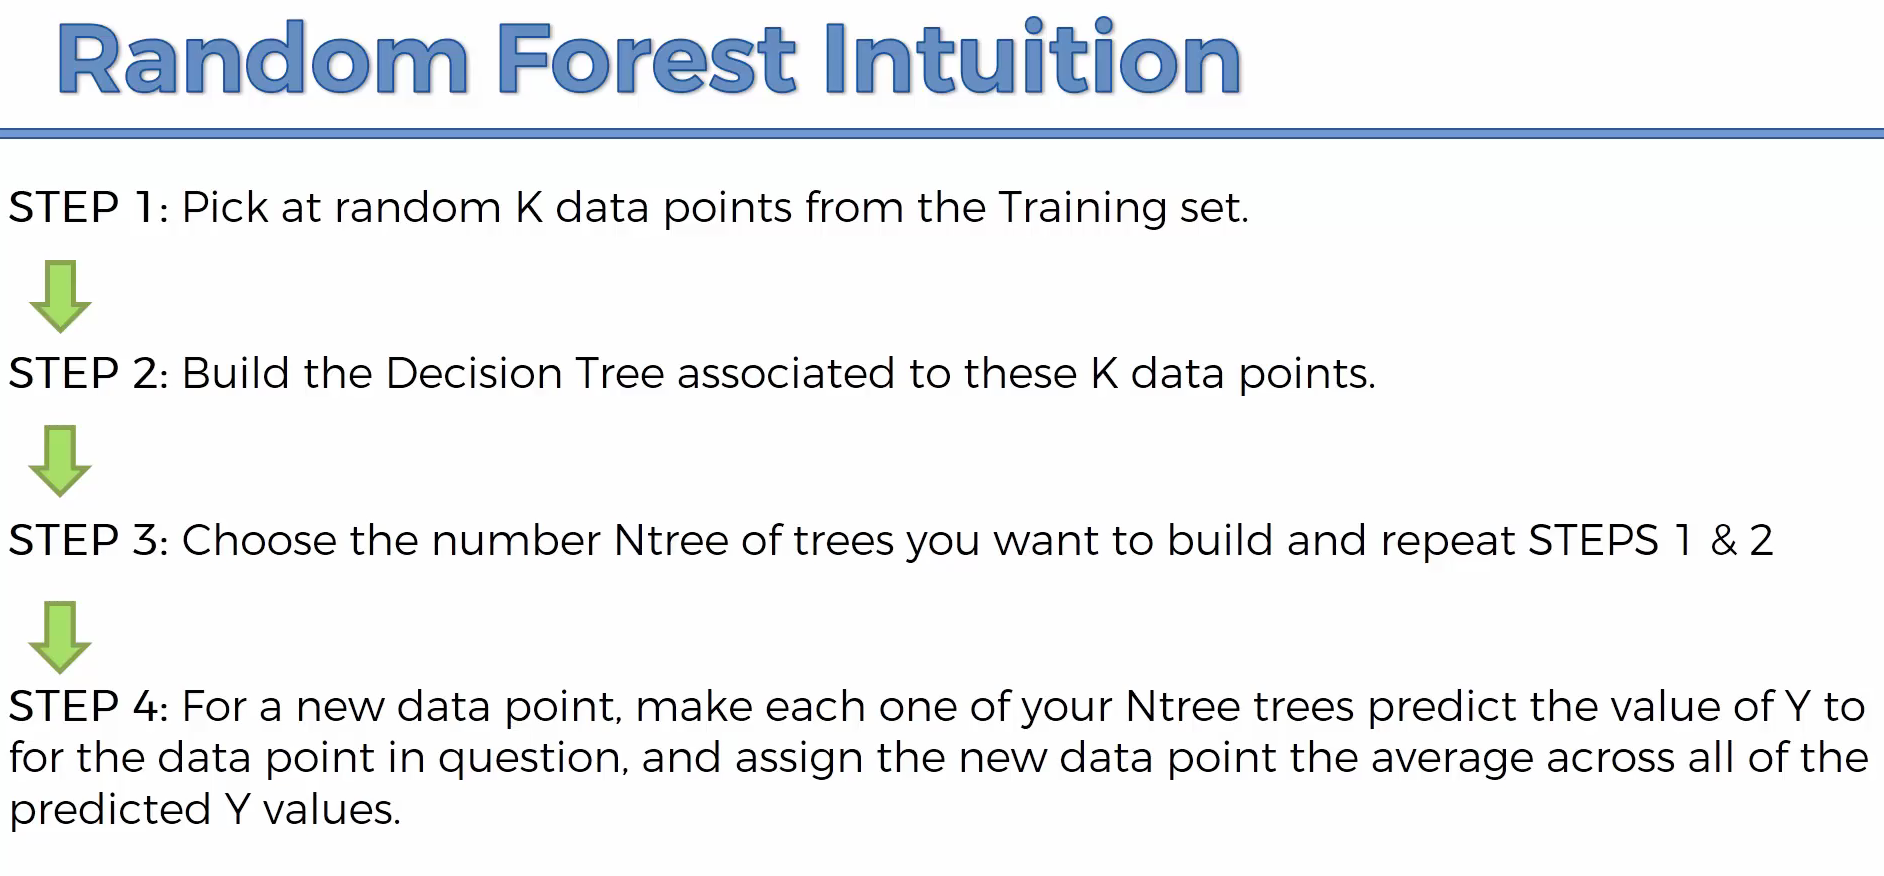 Random Forest Intuition
STEP 1: Pick at random K data points from the Training set.
STEP 2: Build the Decision Tree associated to these K data points.
STEP 3: Choose the number Ntree of trees you want to build and repeat STEPS 1 & 2
STEP 4: For a new data point, make each one of your Ntree trees predict the value of Y to
for the data point in question, and assign the new data point the average across all of the
predicted Y values.